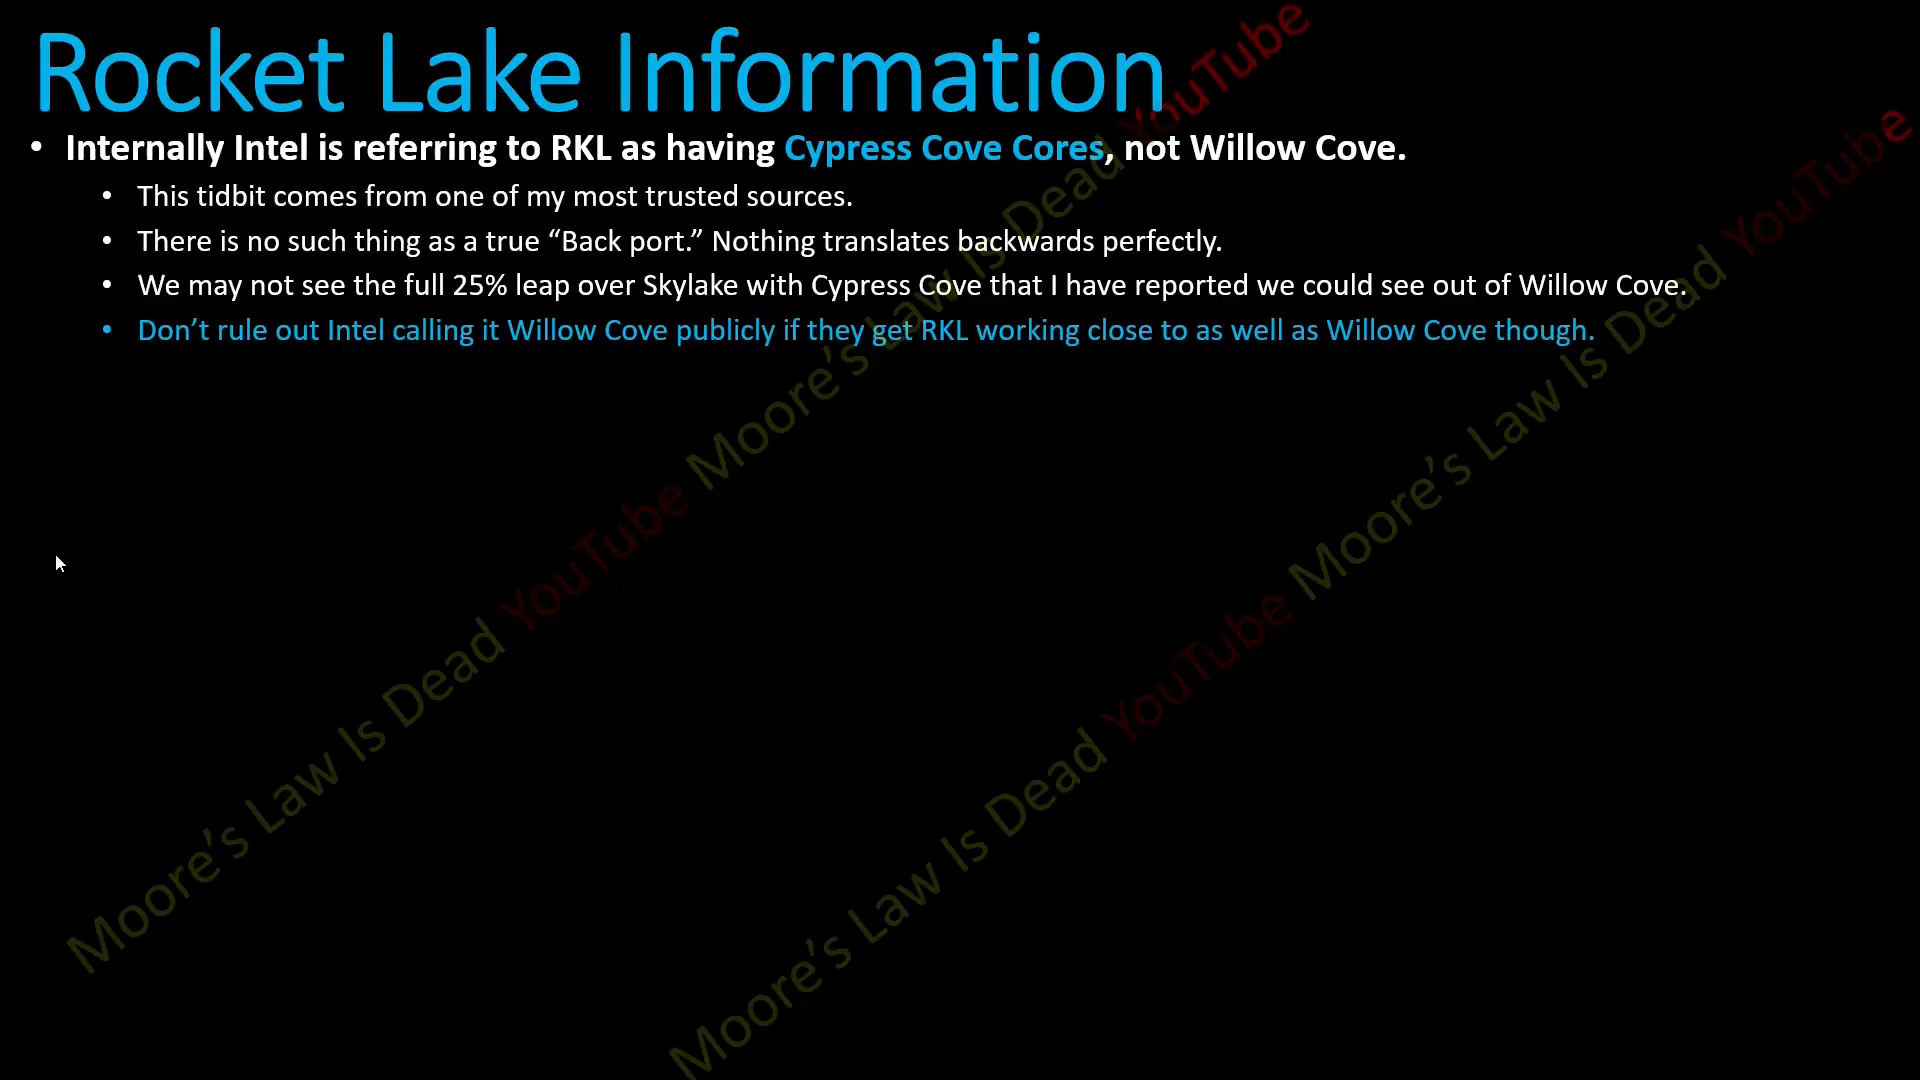 Rocket Lake Information
• Internally Intel is referring to RKL as having Cypress Cove Cores, not Willow Cove.
• This tidbit comes from one of my most trusted sources.
• There is no such thing as a true “Back port.” Nothing translates backwards perfectly.
• We may not see the full 25% leap over Skylake with Cypress Cove that I have reported we could see out of Willow Cove.
• Don’t rule out Intel calling it Willow Cove publicly if they get RKL working close to as well as Willow Cove though.
Moore’s Law Is Dead YouTube Moore’s Law Is Dead YouTube
Moore’s Law Is Dead YouTube Moore’s Law Is Dead YouTube